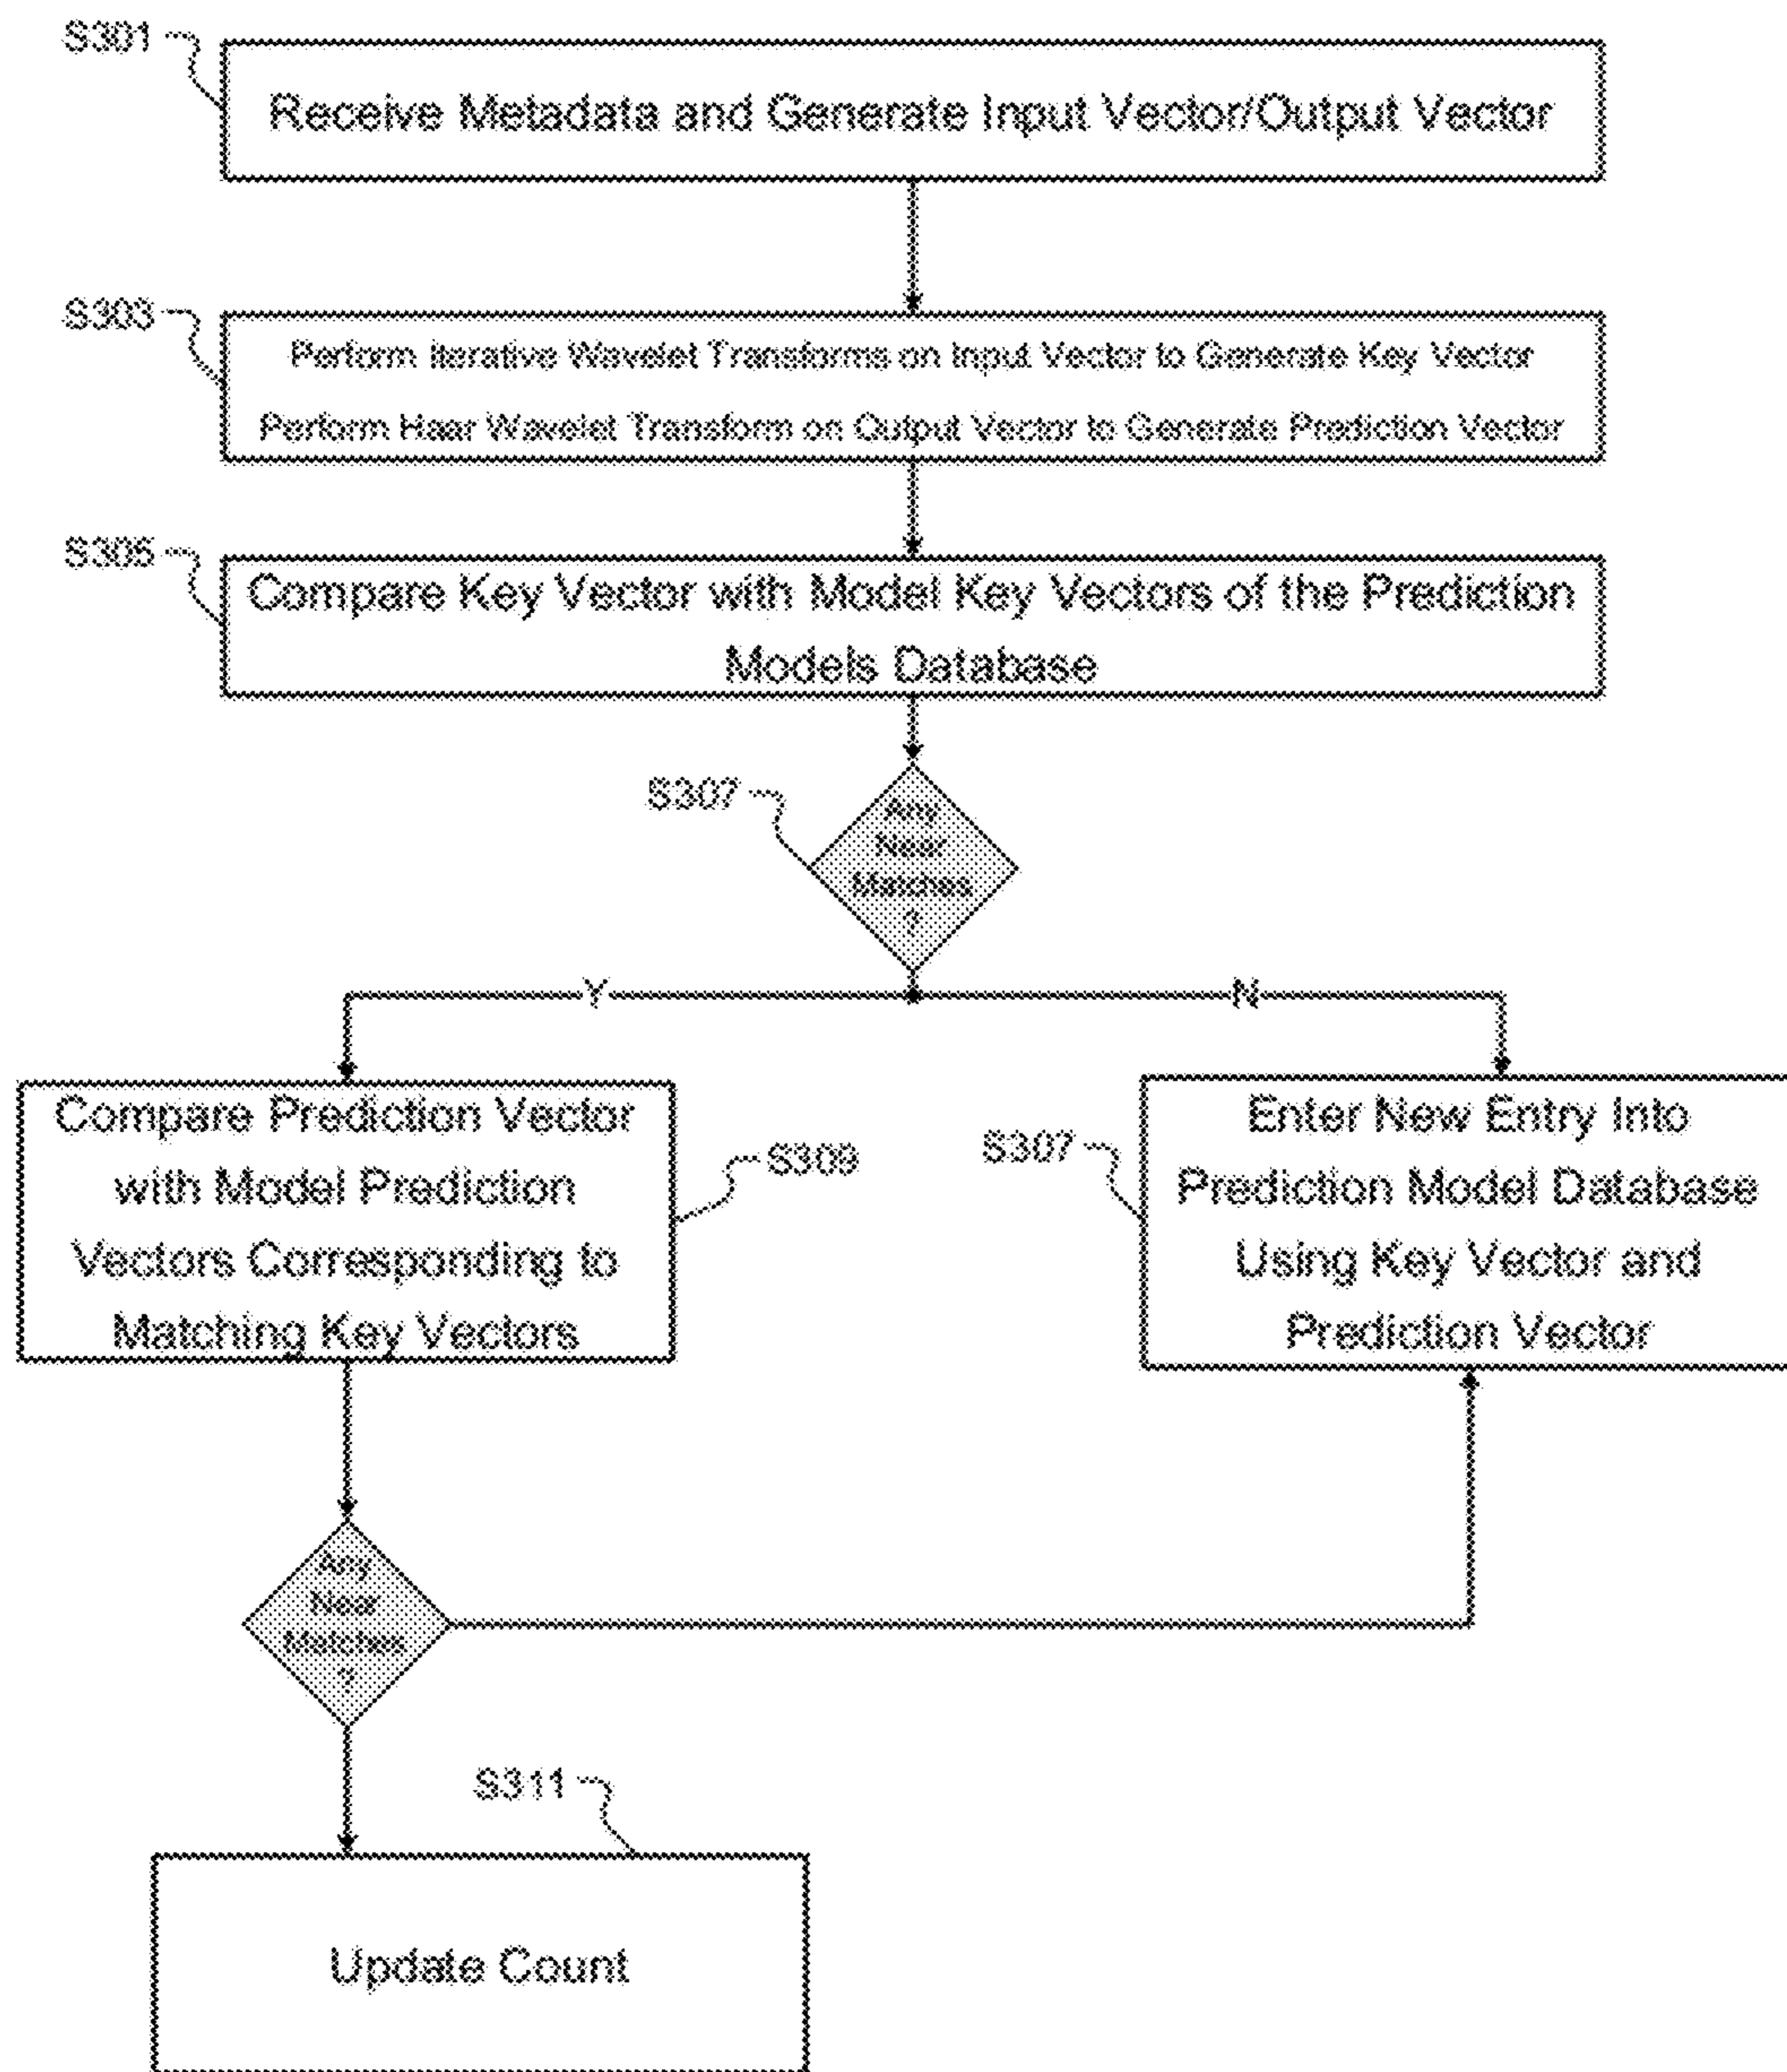 S301
Receive Metadata and Generate Input Vector/Output Vector
S303
Perform Iterative Wavelet Transforms on Input Vector to Generate Key Vector
Perform Haar Wavelet Transform on Output Vector to Generate Prediction Vector
S305
Compare Key Vector with Model Key Vectors of the Prediction
Models Database
S307
Any
Near
Matches
?
Y
N
Compare Prediction Vector
with Model Prediction
Vectors Corresponding to
Matching Key Vectors
S309
S307
Enter New Entry Into
Prediction Model Database
Using Key Vector and
Prediction Vector
Any
Near
Matches
?
S311
Update Count